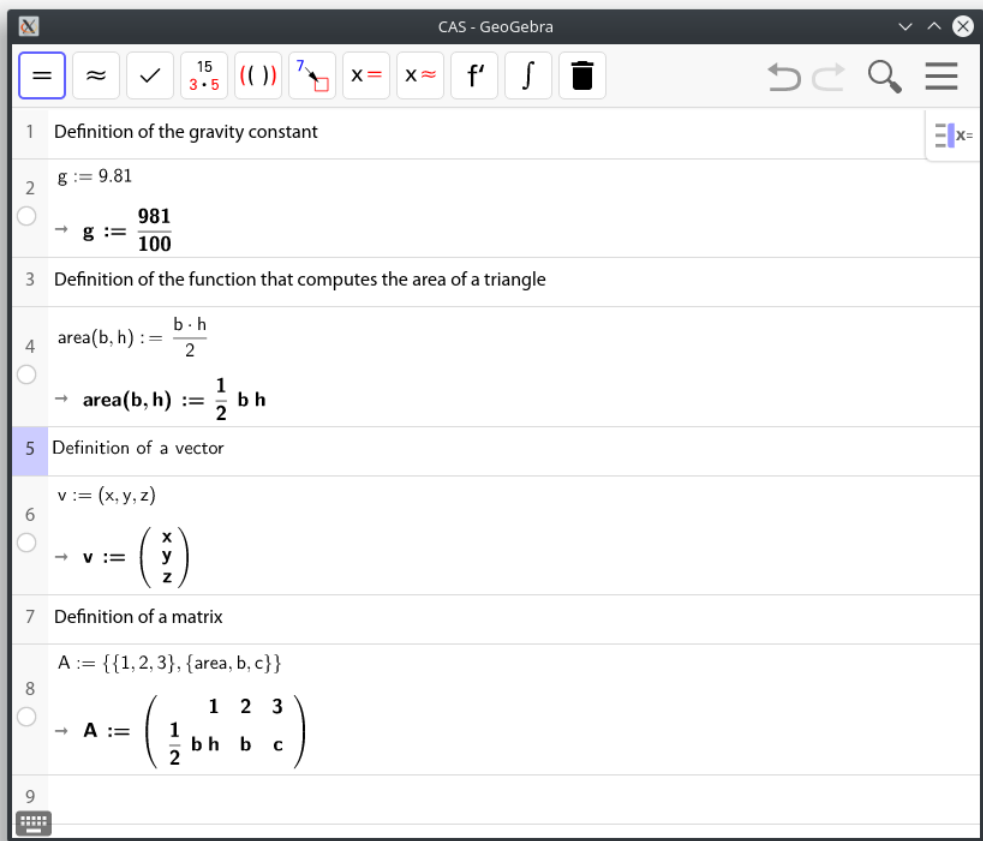 CAS - GeoGebra
= ≈ ✓ 15 3·5 (( )) 7 x= x≈ f′ ∫
1 Definition of the gravity constant x=
2 g := 9.81
→ g := 981/100
3 Definition of the function that computes the area of a triangle
4 area(b, h) := b · h/2
→ area(b, h) := 1/2 b h
5 Definition of a vector
6 v := (x, y, z)
→ v := (x
y
z)
7 Definition of a matrix
8 A := {{1, 2, 3}, {area, b, c}}
→ A := (1 2 3
1/2 b h b c)
9